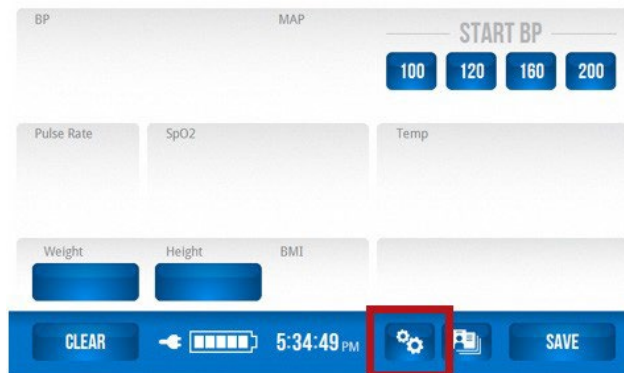 BP MAP START BP
100 120 160 200
Pulse Rate SpO2 Temp
Weight Height BMI
CLEAR 5:34:49 PM SAVE